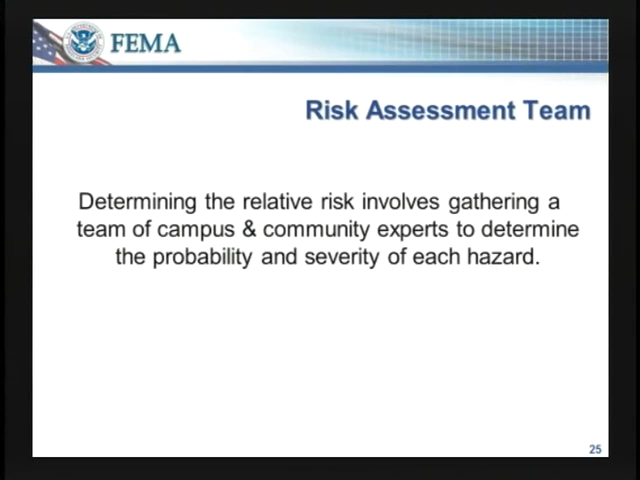 FEMA
Risk Assessment Team
Determining the relative risk involves gathering a
team of campus & community experts to determine
the probability and severity of each hazard.
25